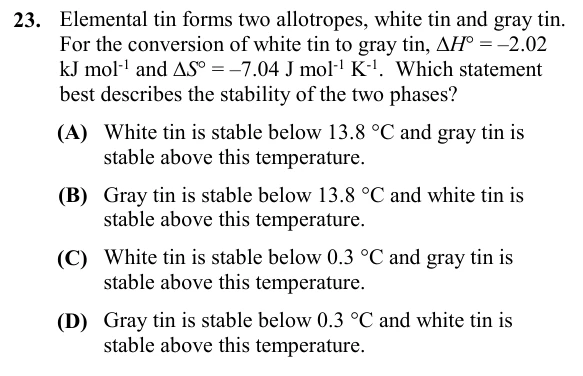 23. Elemental tin forms two allotropes, white tin and gray tin.
For the conversion of white tin to gray tin, ΔH° = –2.02
kJ mol⁻¹ and ΔS° = –7.04 J mol⁻¹ K⁻¹. Which statement
best describes the stability of the two phases?
(A) White tin is stable below 13.8 °C and gray tin is
stable above this temperature.
(B) Gray tin is stable below 13.8 °C and white tin is
stable above this temperature.
(C) White tin is stable below 0.3 °C and gray tin is
stable above this temperature.
(D) Gray tin is stable below 0.3 °C and white tin is
stable above this temperature.